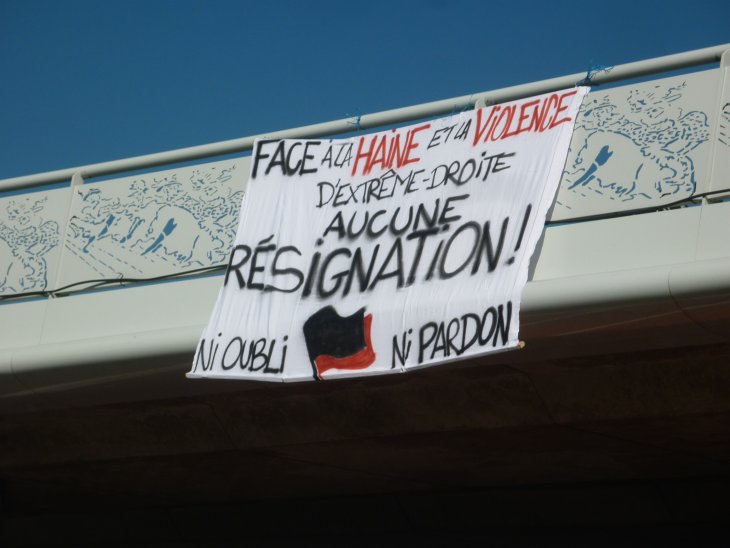 FACE À LA HAINE ET LA VIOLENCE
D'EXTRÊME-DROITE
AUCUNE
RÉSIGNATION!
NI OUBLI NI PARDON